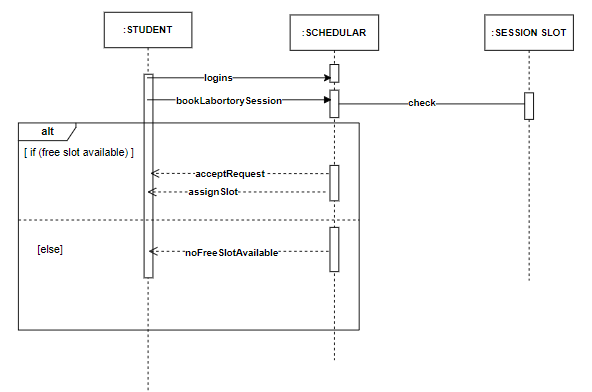 :STUDENT
:SCHEDULAR
:SESSION SLOT
logins
bookLabortorySession
check
alt
[ if (free slot available) ]
acceptRequest
assignSlot
[else]
noFreeSlotAvailable